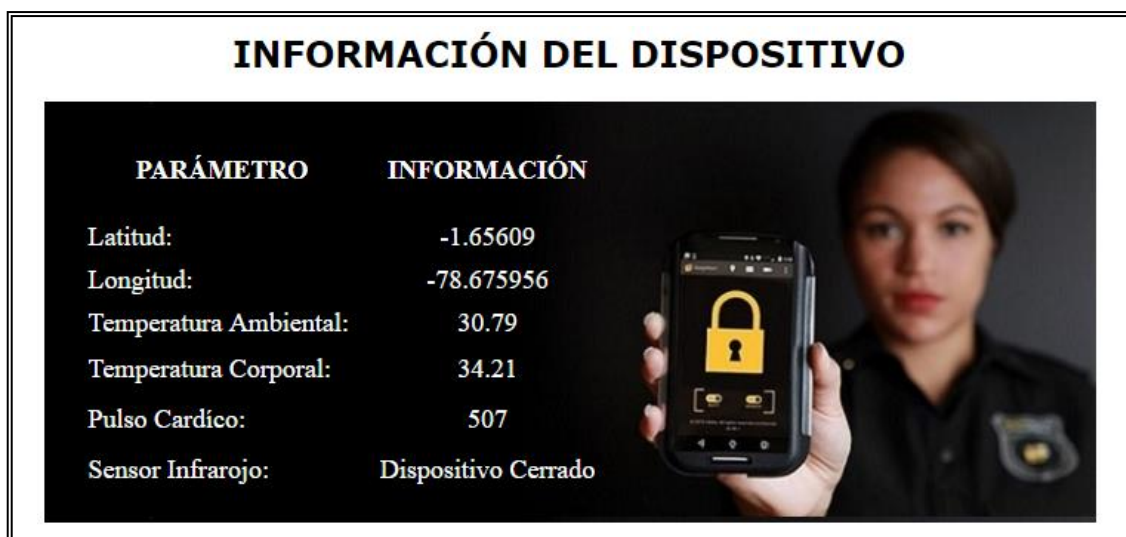 INFORMACIÓN DEL DISPOSITIVO
PARÁMETRO INFORMACIÓN
Latitud: -1.65609
Longitud: -78.675956
Temperatura Ambiental: 30.79
Temperatura Corporal: 34.21
Pulso Cardíco: 507
Sensor Infrarojo: Dispositivo Cerrado